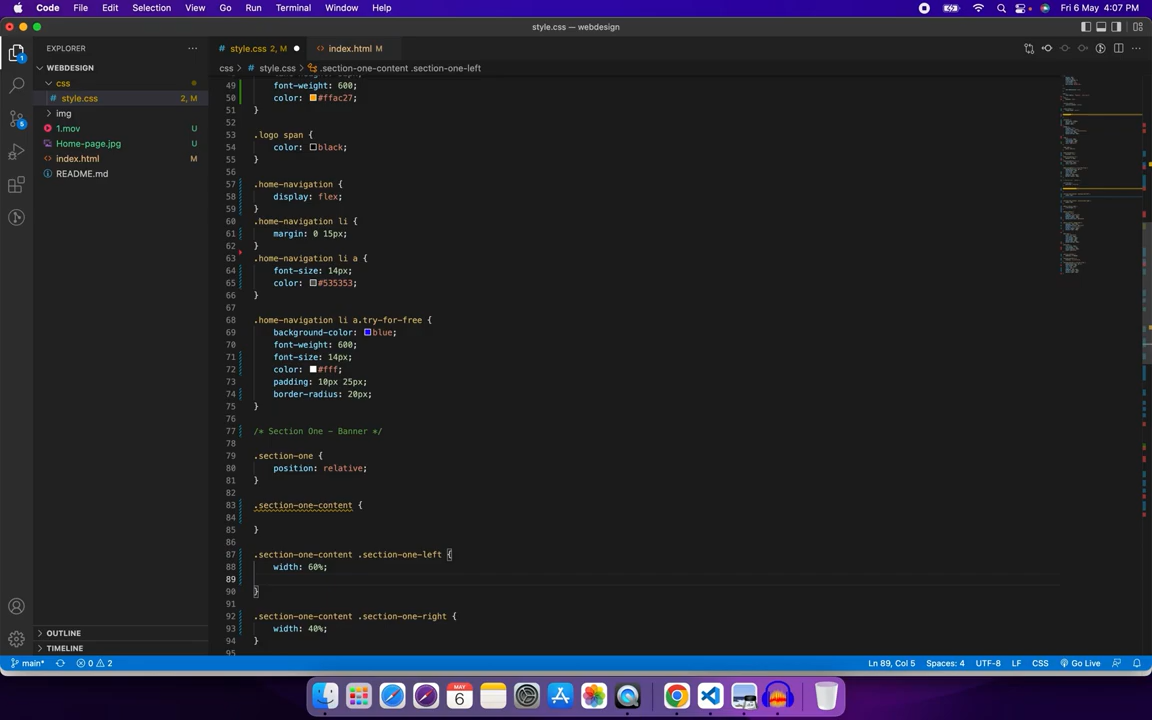 Code File Edit Selection View Go Run Terminal Window Help Fri 6 May 4:07 PM
style.css — webdesign
EXPLORER ···
style.css 2, M ●
index.html M
WEBDESIGN
css
style.css 2, M
img
1.mov U
Home-page.jpg U
index.html M
README.md
OUTLINE
TIMELINE
1
5
css > style.css > .section-one-content .section-one-left
49 font-weight: 600;
50 color: #ffac27;
51 }
52
53 .logo span {
54 color: black;
55 }
56
57 .home-navigation {
58 display: flex;
59 }
60 .home-navigation li {
61 margin: 0 15px;
62 }
63 .home-navigation li a {
64 font-size: 14px;
65 color: #535353;
66 }
67
68 .home-navigation li a.try-for-free {
69 background-color: blue;
70 font-weight: 600;
71 font-size: 14px;
72 color: #fff;
73 padding: 10px 25px;
74 border-radius: 20px;
75 }
76
77 /* Section One - Banner */
78
79 .section-one {
80 position: relative;
81 }
82
83 .section-one-content {
84
85 }
86
87 .section-one-content .section-one-left {
88 width: 60%;
89
90 }
91
92 .section-one-content .section-one-right {
93 width: 40%;
94 }
95
main* 0 2 Ln 89, Col 5 Spaces: 4 UTF-8 LF CSS Go Live
MAY
6